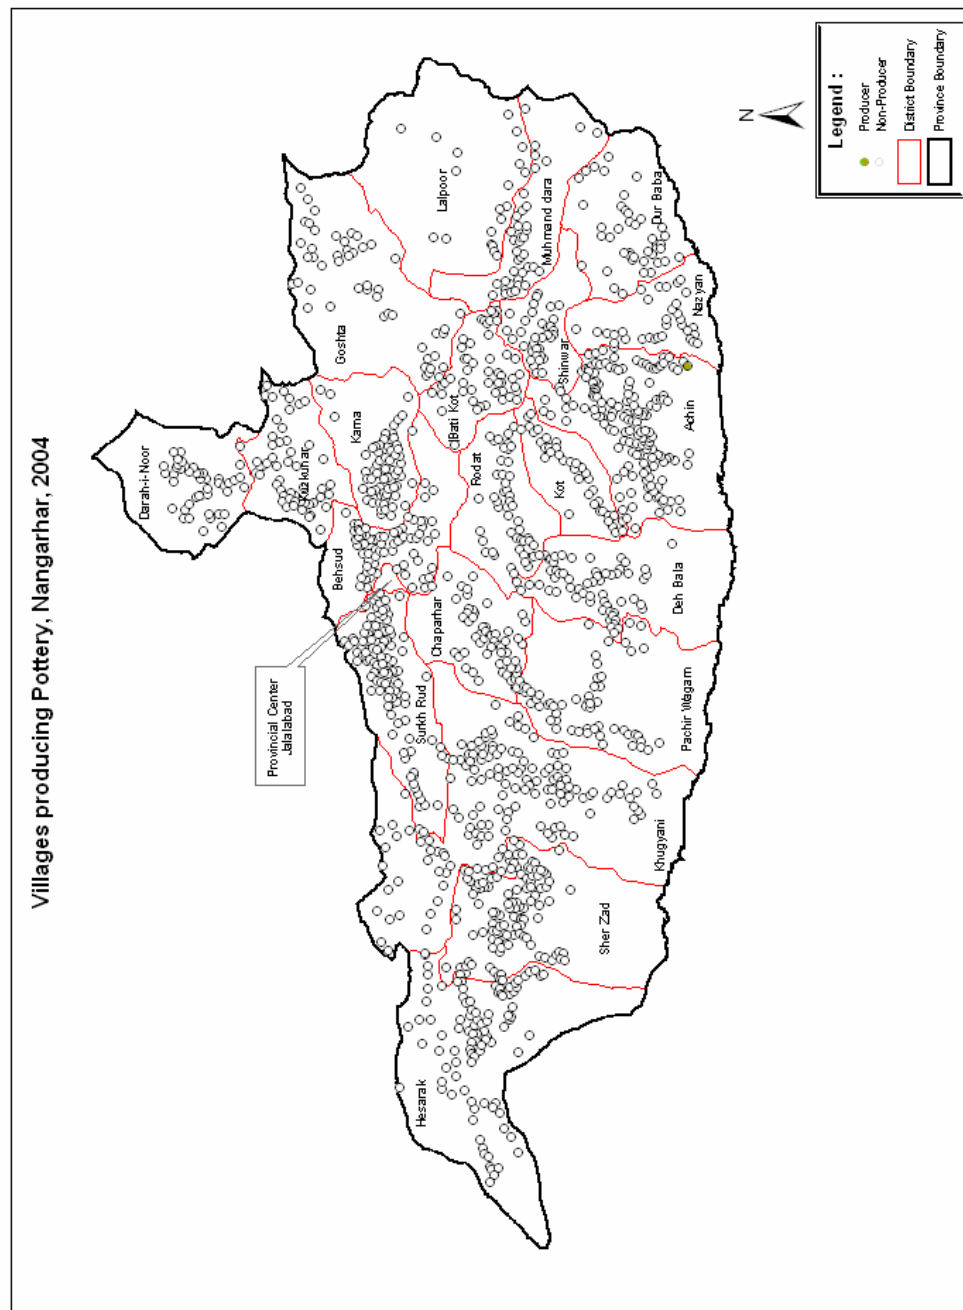 Villages producing Pottery, Nangarhar, 2004
Darah-i-Noor
Kuzkunar
Goshta
Kama
Behsud
Lalpoor
Provincial Center
Jalalabad
Bati Kot
Muhmand dara
Rodat
Chaparhar
Surkh Rud
Shinwar
Kot
Dur Baba
Nazyan
Achin
Deh Bala
Pachir Wagam
Khugyani
Sher Zad
Hesarak
N
Legend :
Producer
Non-Producer
District Boundary
Province Boundary